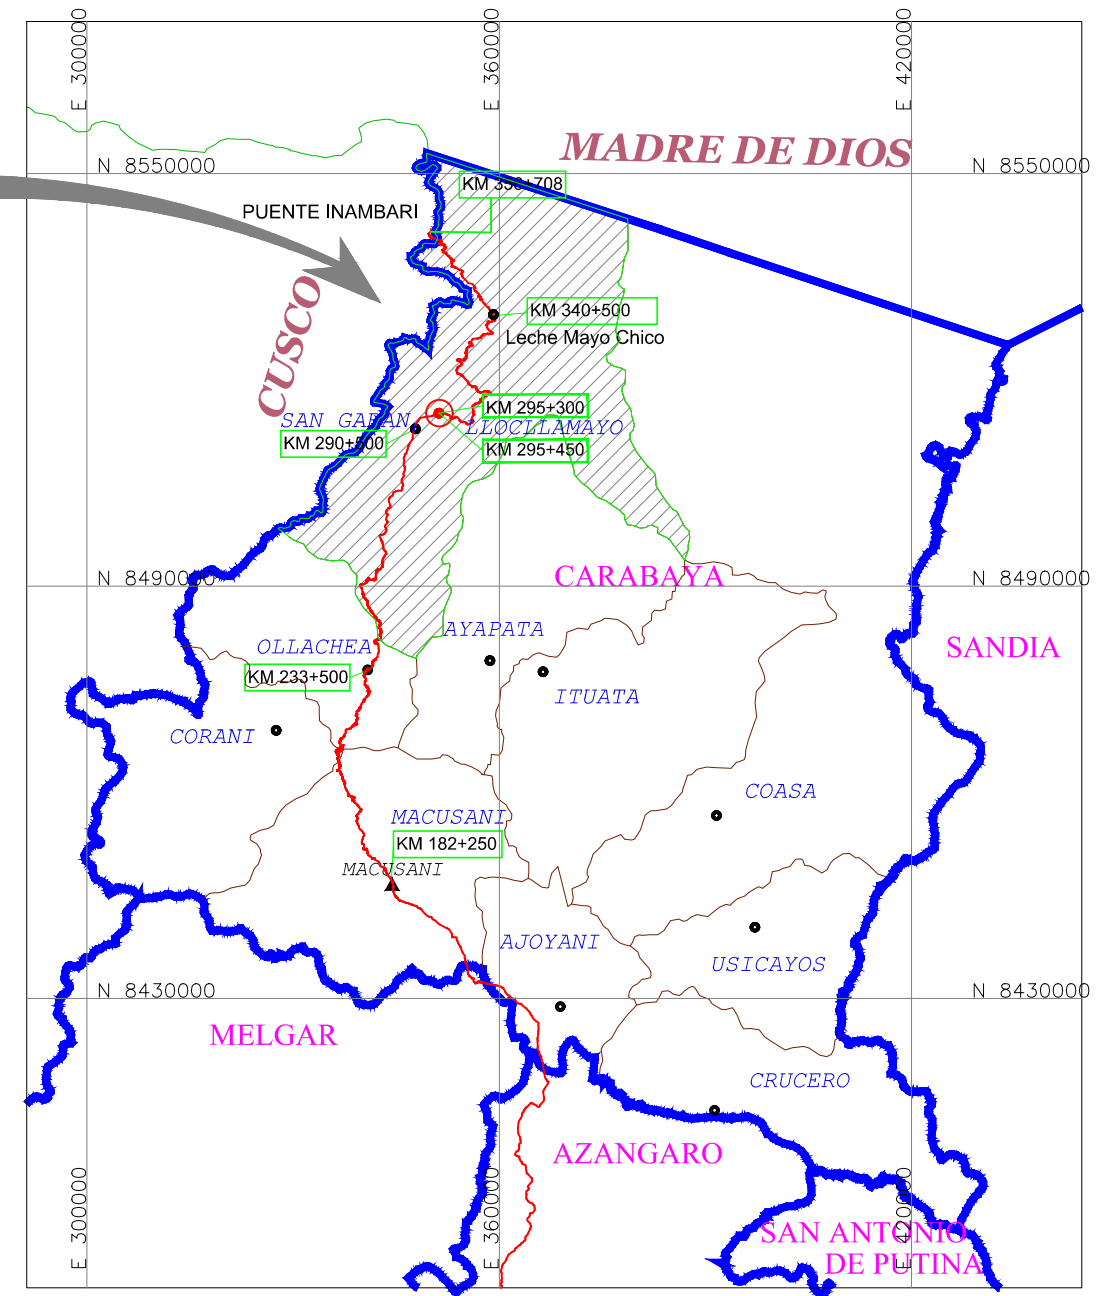 E 300000
E 360000
E 420000
MADRE DE DIOS
N 8550000
N 8550000
KM 356+708
PUENTE INAMBARI
CUSCO
KM 340+500
Leche Mayo Chico
KM 295+300
SAN GABAN
LLOCLLAMAYO
KM 290+500
KM 295+450
N 8490000
CARABAYA
N 8490000
AYAPATA
OLLACHEA
SANDIA
KM 233+500
ITUATA
CORANI
COASA
MACUSANI
KM 182+250
MACUSANI
AJOYANI
USICAYOS
N 8430000
N 8430000
MELGAR
CRUCERO
AZANGARO
E 300000
E 360000
E 420000
SAN ANTONIO
DE PUTINA